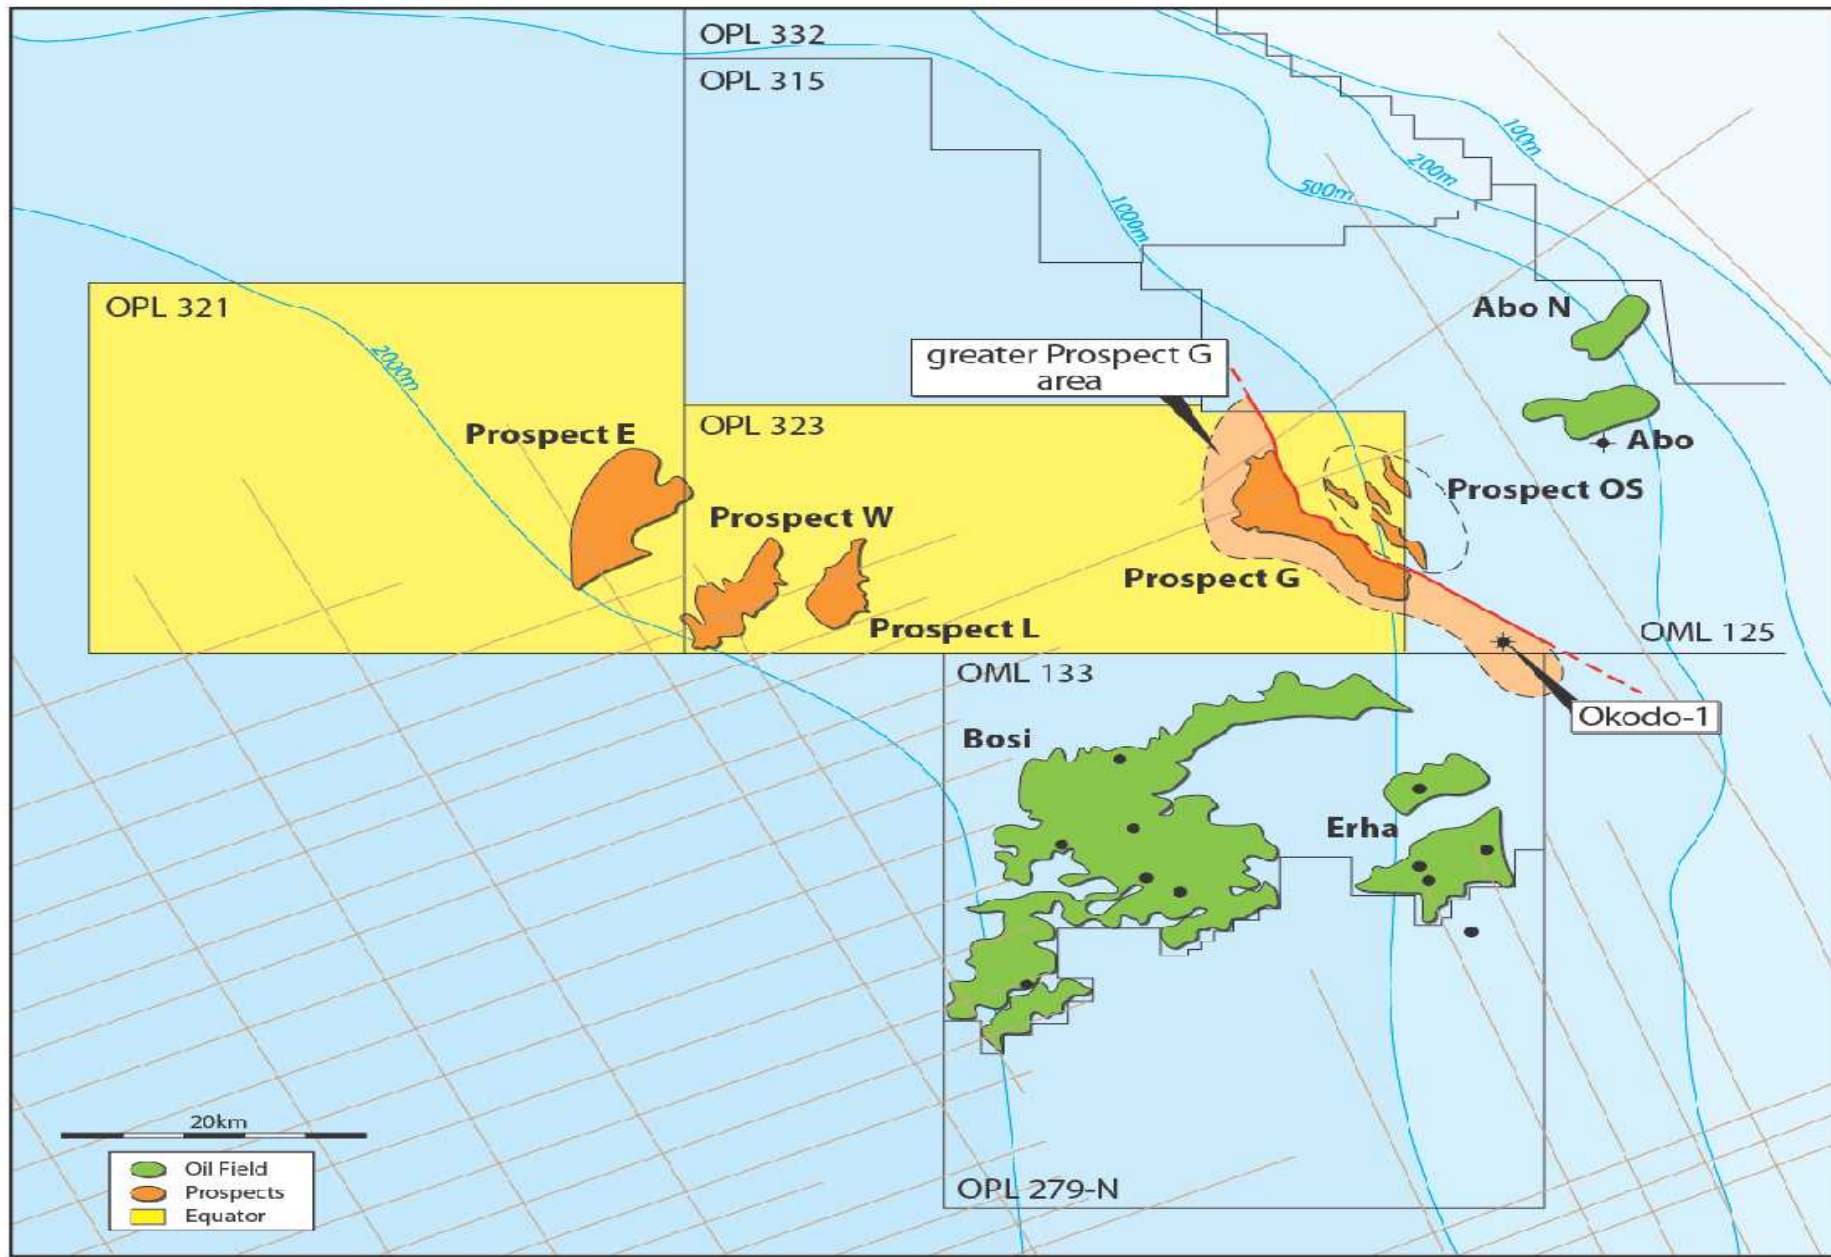 OPL 332
OPL 315
100m
200m
500m
1000m
OPL 321
2000m
Abo N
greater Prospect G
area
OPL 323
Prospect E
Abo
Prospect OS
Prospect W
Prospect G
Prospect L
OML 125
OML 133
Okodo-1
Bosi
Erha
20km
Oil Field
Prospects
Equator
OPL 279-N